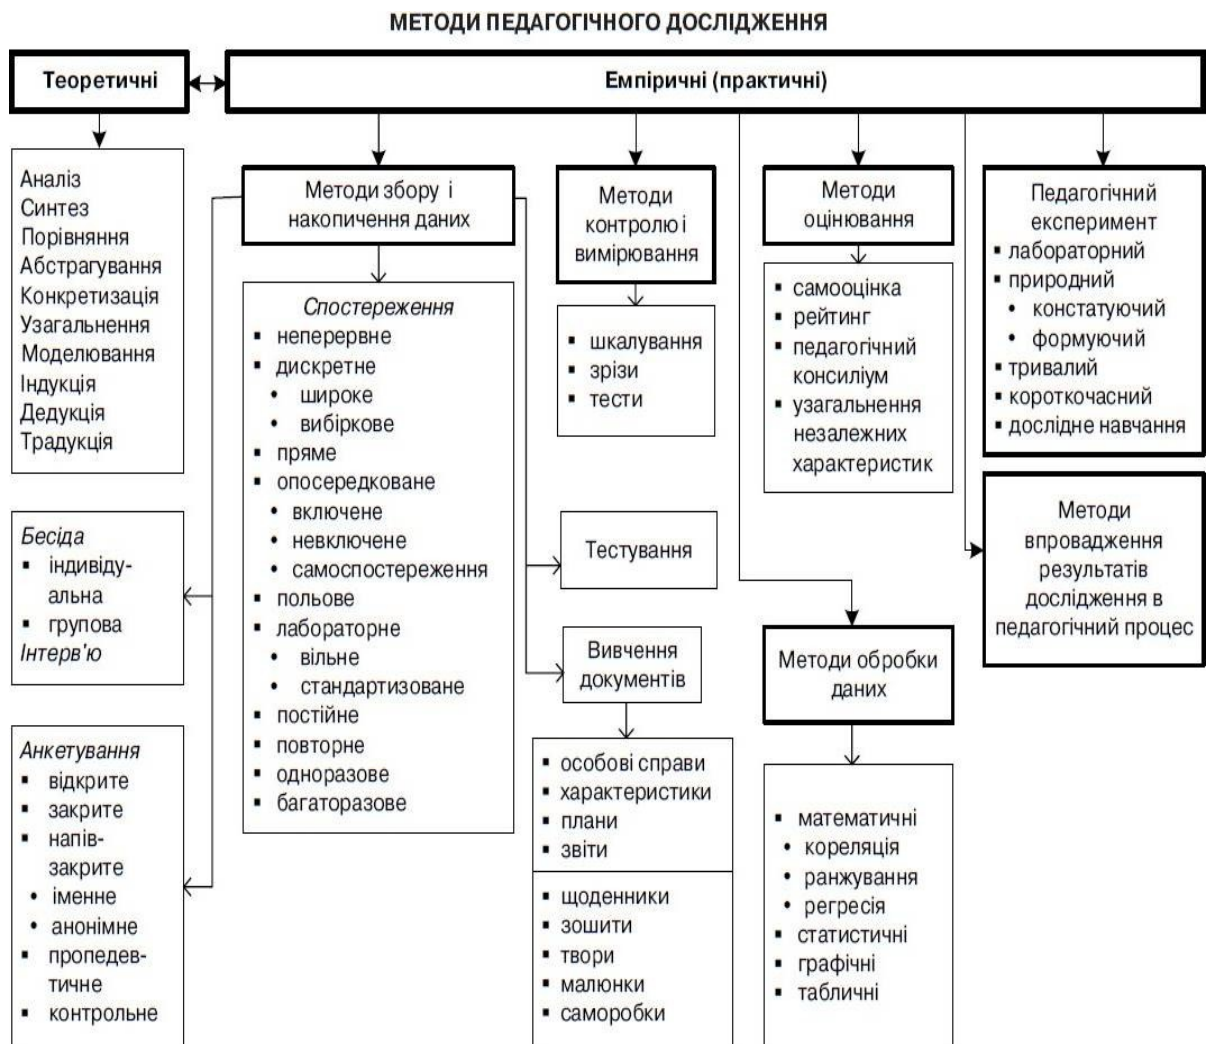 МЕТОДИ ПЕДАГОГІЧНОГО ДОСЛІДЖЕННЯ
Теоретичні
Емпіричні (практичні)
Аналіз
Синтез
Порівняння
Абстрагування
Конкретизація
Узагальнення
Моделювання
Індукція
Дедукція
Традукція
Методи збору і
накопичення даних
Методи
контролю і
вимірювання
Методи
оцінювання
Педагогічний
експеримент
▪ лабораторний
▪ природний
• констатуючий
• формуючий
▪ тривалий
▪ короткочасний
▪ дослідне навчання
Спостереження
▪ неперервне
▪ дискретне
• широке
• вибіркове
▪ пряме
▪ опосередковане
• включене
• невключене
• самоспостереження
▪ польове
▪ лабораторне
• вільне
• стандартизоване
▪ постійне
▪ повторне
▪ одноразове
▪ багаторазове
▪ шкалування
▪ зрізи
▪ тести
▪ самооцінка
▪ рейтинг
▪ педагогічний
консиліум
▪ узагальнення
незалежних
характеристик
Бесіда
▪ індивіду-
альна
▪ групова
Інтерв'ю
Тестування
Методи
впровадження
результатів
дослідження в
педагогічний процес
Вивчення
документів
Методи обробки
даних
Анкетування
▪ відкрите
▪ закрите
▪ напів-
закрите
• іменне
• анонімне
▪ пропедев-
тичне
▪ контрольне
▪ особові справи
▪ характеристики
▪ плани
▪ звіти
▪ щоденники
▪ зошити
▪ твори
▪ малюнки
▪ саморобки
▪ математичні
• кореляція
• ранжування
• регресія
▪ статистичні
▪ графічні
▪ табличні